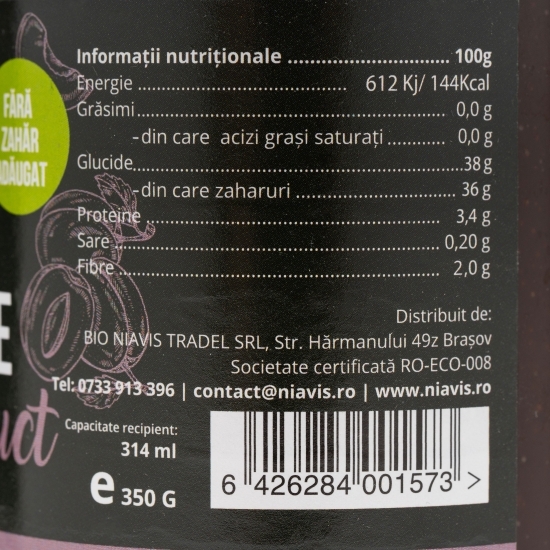 Informații nutriționale ................................ 100g
Energie .......................................... 612 Kj/ 144Kcal
Grăsimi .......................................... 0,0 g
-din care acizi grași saturați ............ 0,0 g
Glucide .......................................... 38 g
-din care zaharuri .......................... 36 g
Proteine .......................................... 3,4 g
Sare .......................................... 0,20 g
Fibre .......................................... 2,0 g
FĂRĂ
ZAHĂR
ADĂUGAT
E
uct
Distribuit de:
BIO NIAVIS TRADEL SRL, Str. Hărmanului 49z Brașov
Societate certificată RO-ECO-008
Tel: 0733 913 396 | contact@niavis.ro | www.niavis.ro
Capacitate recipient:
314 ml
e 350 G
6 426284 001573 >